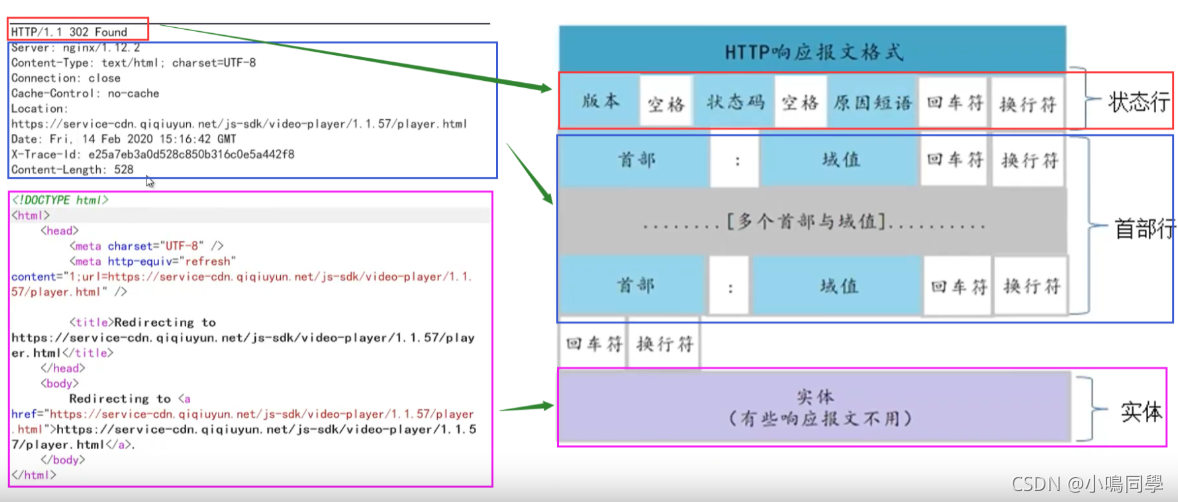 HTTP/1.1 302 Found
Server: nginx/1.12.2
Content-Type: text/html; charset=UTF-8
Connection: close
Cache-Control: no-cache
Location:
https://service-cdn.qiqiuyun.net/js-sdk/video-player/1.1.57/player.html
Date: Fri, 14 Feb 2020 15:16:42 GMT
X-Trace-Id: e25a7eb3a0d528c850b316c0e5a442f8
Content-Length: 528
<!DOCTYPE html>
<html>
<head>
<meta charset="UTF-8" />
<meta http-equiv="refresh"
content="1;url=https://service-cdn.qiqiuyun.net/js-sdk/video-player/1.1.
57/player.html" />
<title>Redirecting to
https://service-cdn.qiqiuyun.net/js-sdk/video-player/1.1.57/play
er.html</title>
</head>
<body>
Redirecting to <a
href="https://service-cdn.qiqiuyun.net/js-sdk/video-player/1.1.57/player
.html">https://service-cdn.qiqiuyun.net/js-sdk/video-player/1.1.5
7/player.html</a>.
</body>
</html>
HTTP响应报文格式
版本 空格 状态码 空格 原因短语 回车符 换行符 状态行
首部 : 域值 回车符 换行符
........[多个首部与域值].......... 首部行
首部 : 域值 回车符 换行符
回车符 换行符
实体
(有些响应报文不用) 实体
CSDN @小鳴同學